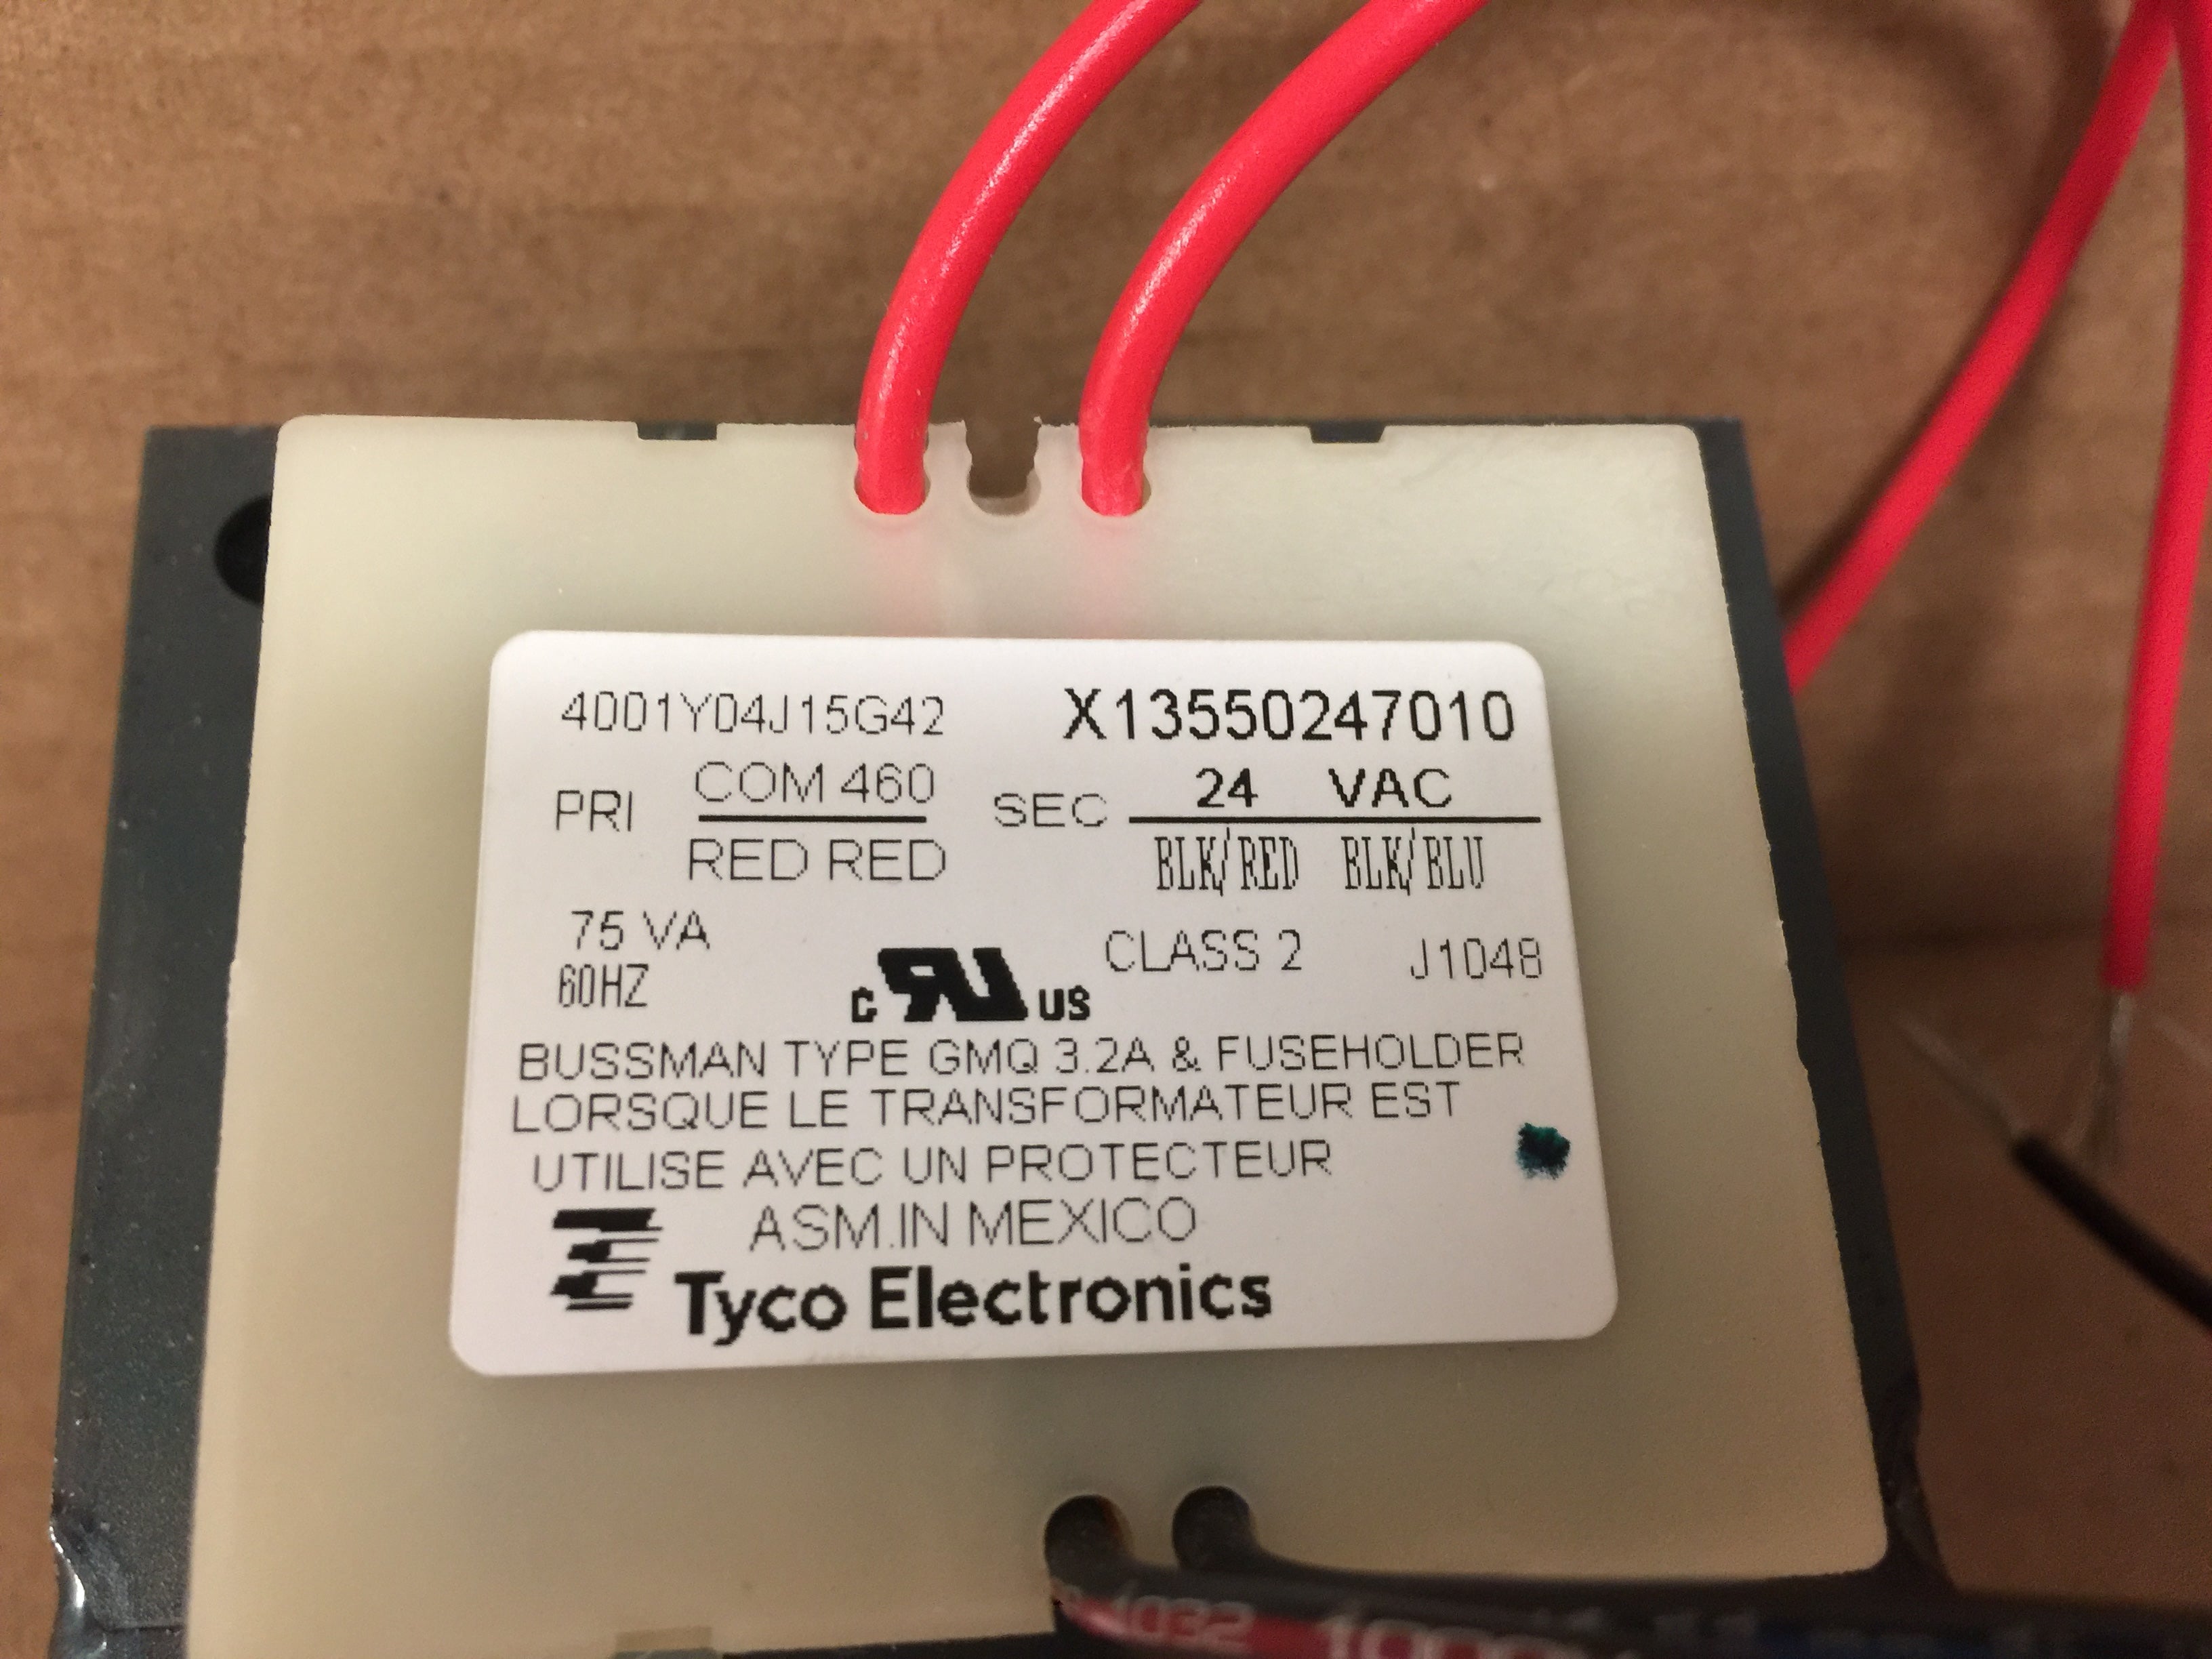 4001Y04J15G42 X13550247010
PRI COM 460 SEC 24 VAC
RED RED BLK/RED BLK/BLU
75 VA
60HZ
c RU US CLASS 2 J1048
BUSSMAN TYPE GMQ 3.2A & FUSEHOLDER
LORSQUE LE TRANSFORMATEUR EST
UTILISE AVEC UN PROTECTEUR
ASM.IN MEXICO
Tyco Electronics
1032